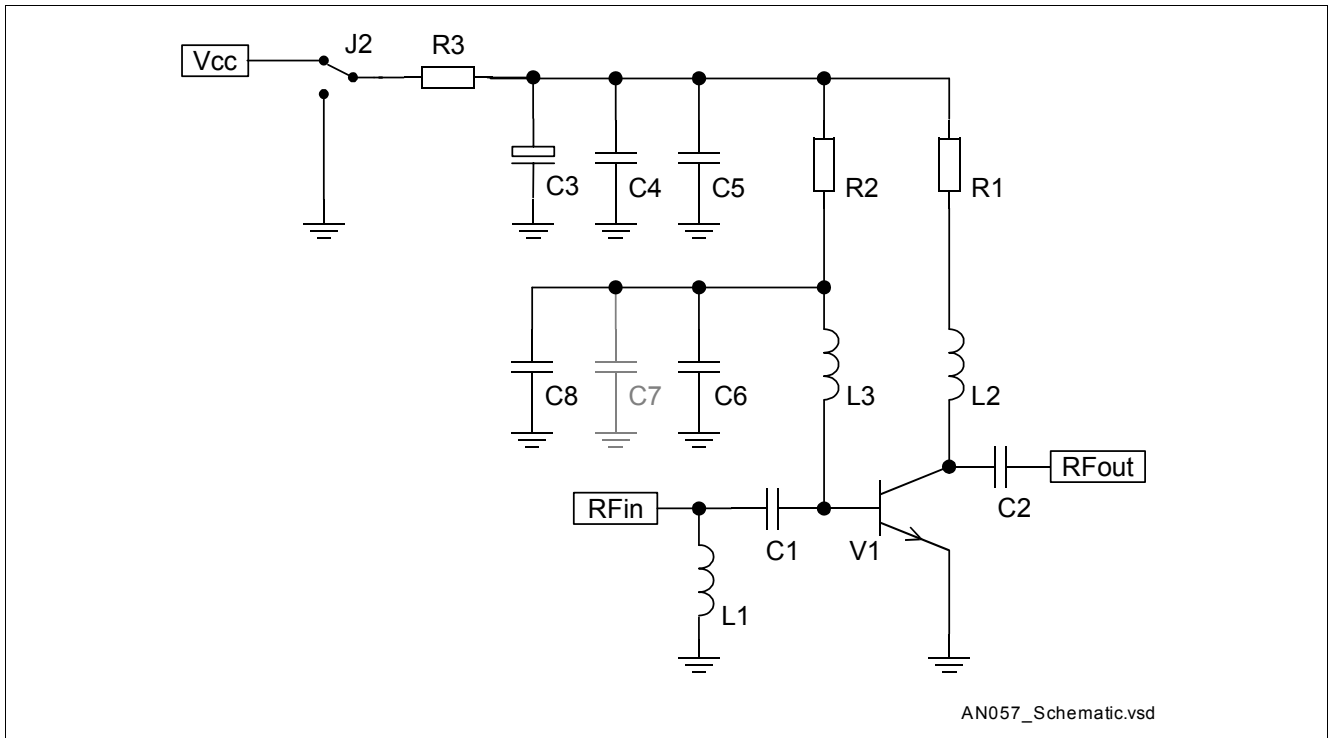 Vcc
J2
R3
C3
C4
C5
R2
R1
C8
C7
C6
L3
L2
RFin
C1
V1
C2
RFout
L1
AN057_Schematic.vsd